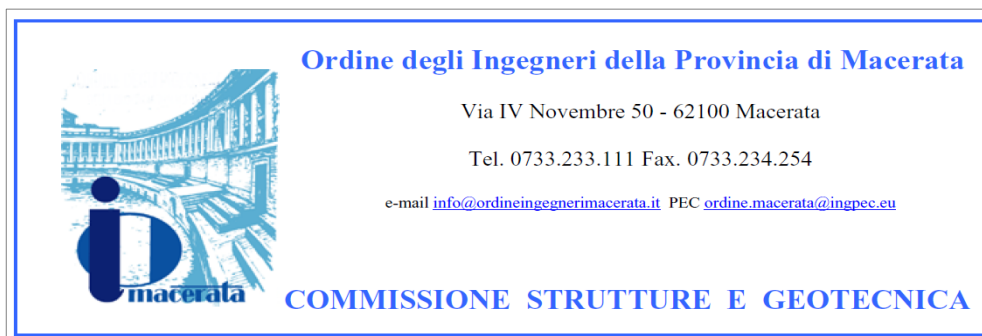 Ordine degli Ingegneri della Provincia di Macerata
Via IV Novembre 50 - 62100 Macerata
Tel. 0733.233.111 Fax. 0733.234.254
e-mail info@ordineingegnerimacerata.it PEC ordine.macerata@ingpec.eu
macerata
COMMISSIONE STRUTTURE E GEOTECNICA